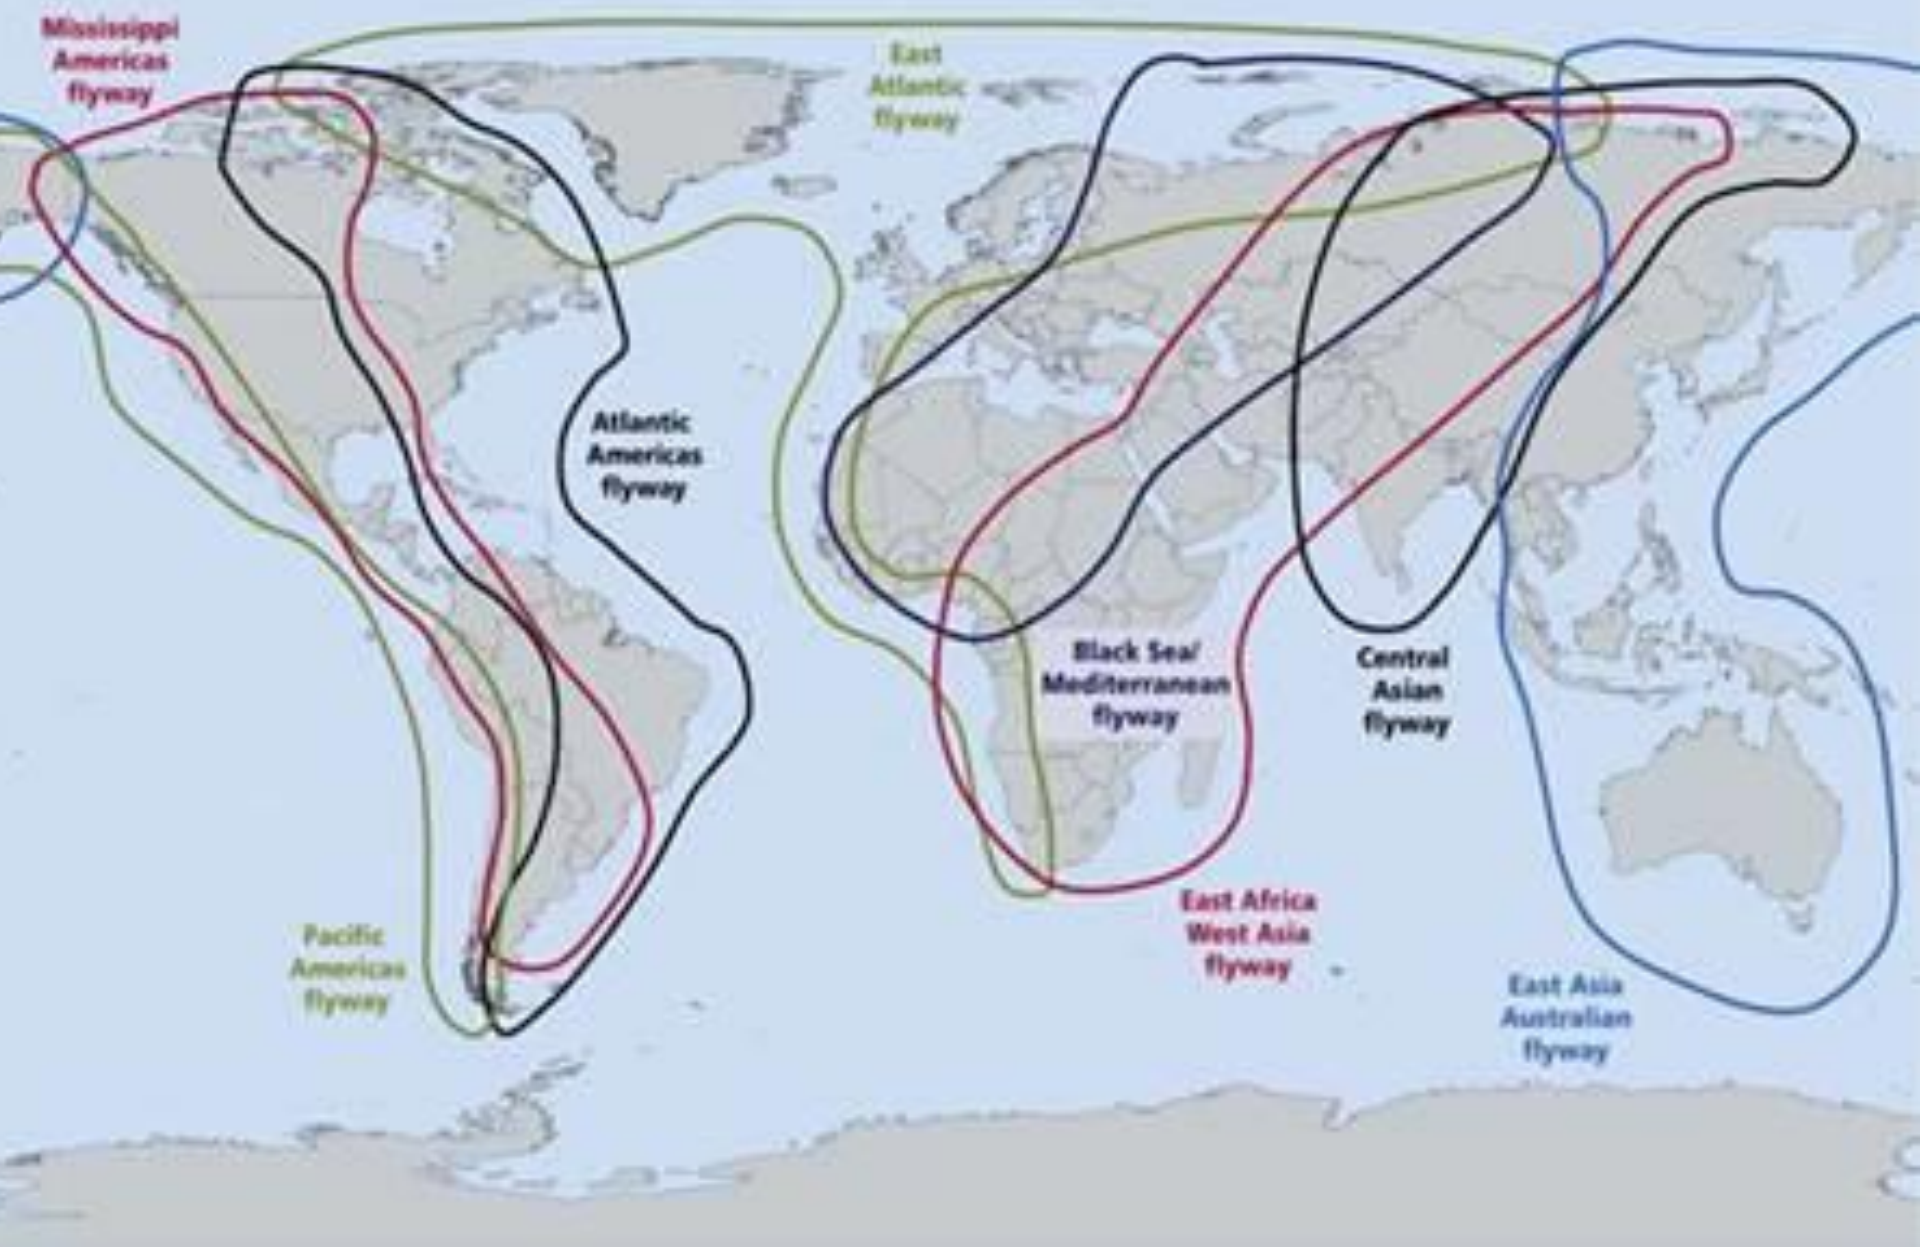 Mississippi
Americas
flyway
East
Atlantic
flyway
Atlantic
Americas
flyway
Black Sea/
Mediterranean
flyway
Central
Asian
flyway
East Africa
West Asia
flyway
Pacific
Americas
flyway
East Asia
Australian
flyway